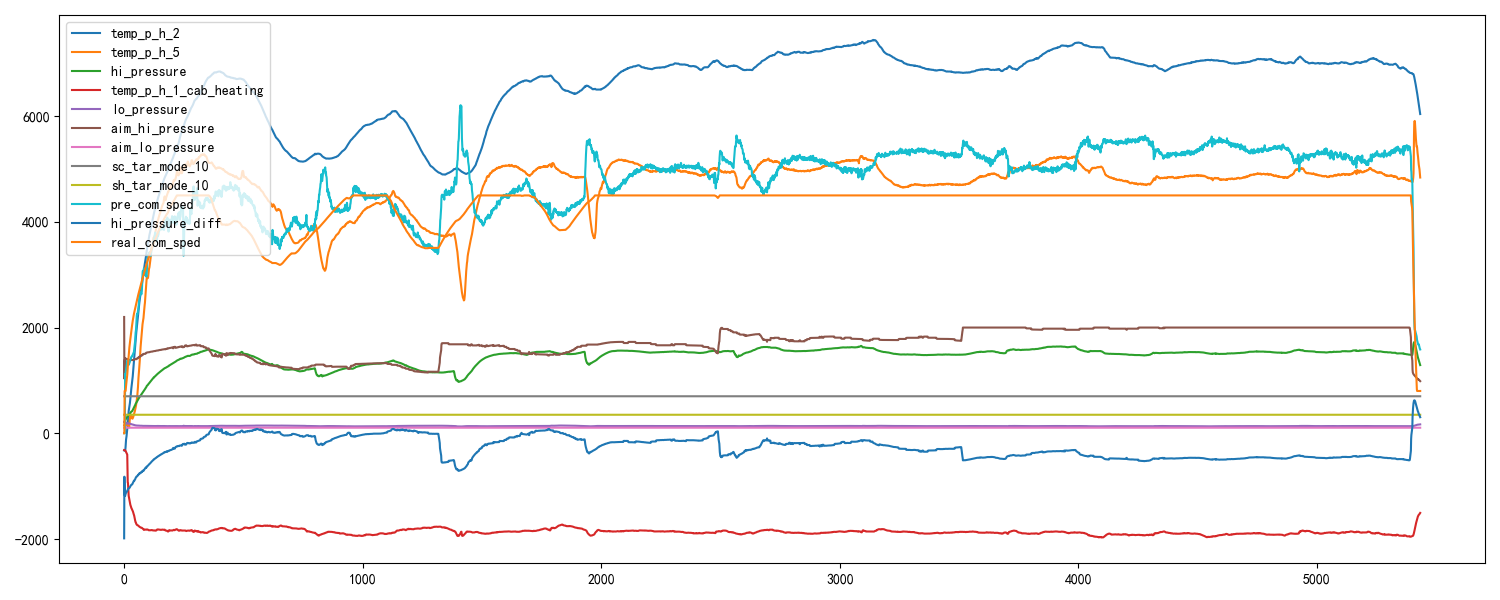 temp_p_h_2
temp_p_h_5
hi_pressure
temp_p_h_1_cab_heating
lo_pressure
aim_hi_pressure
aim_lo_pressure
sc_tar_mode_10
sh_tar_mode_10
pre_com_sped
hi_pressure_diff
real_com_sped
6000
4000
2000
0
−2000
0 1000 2000 3000 4000 5000